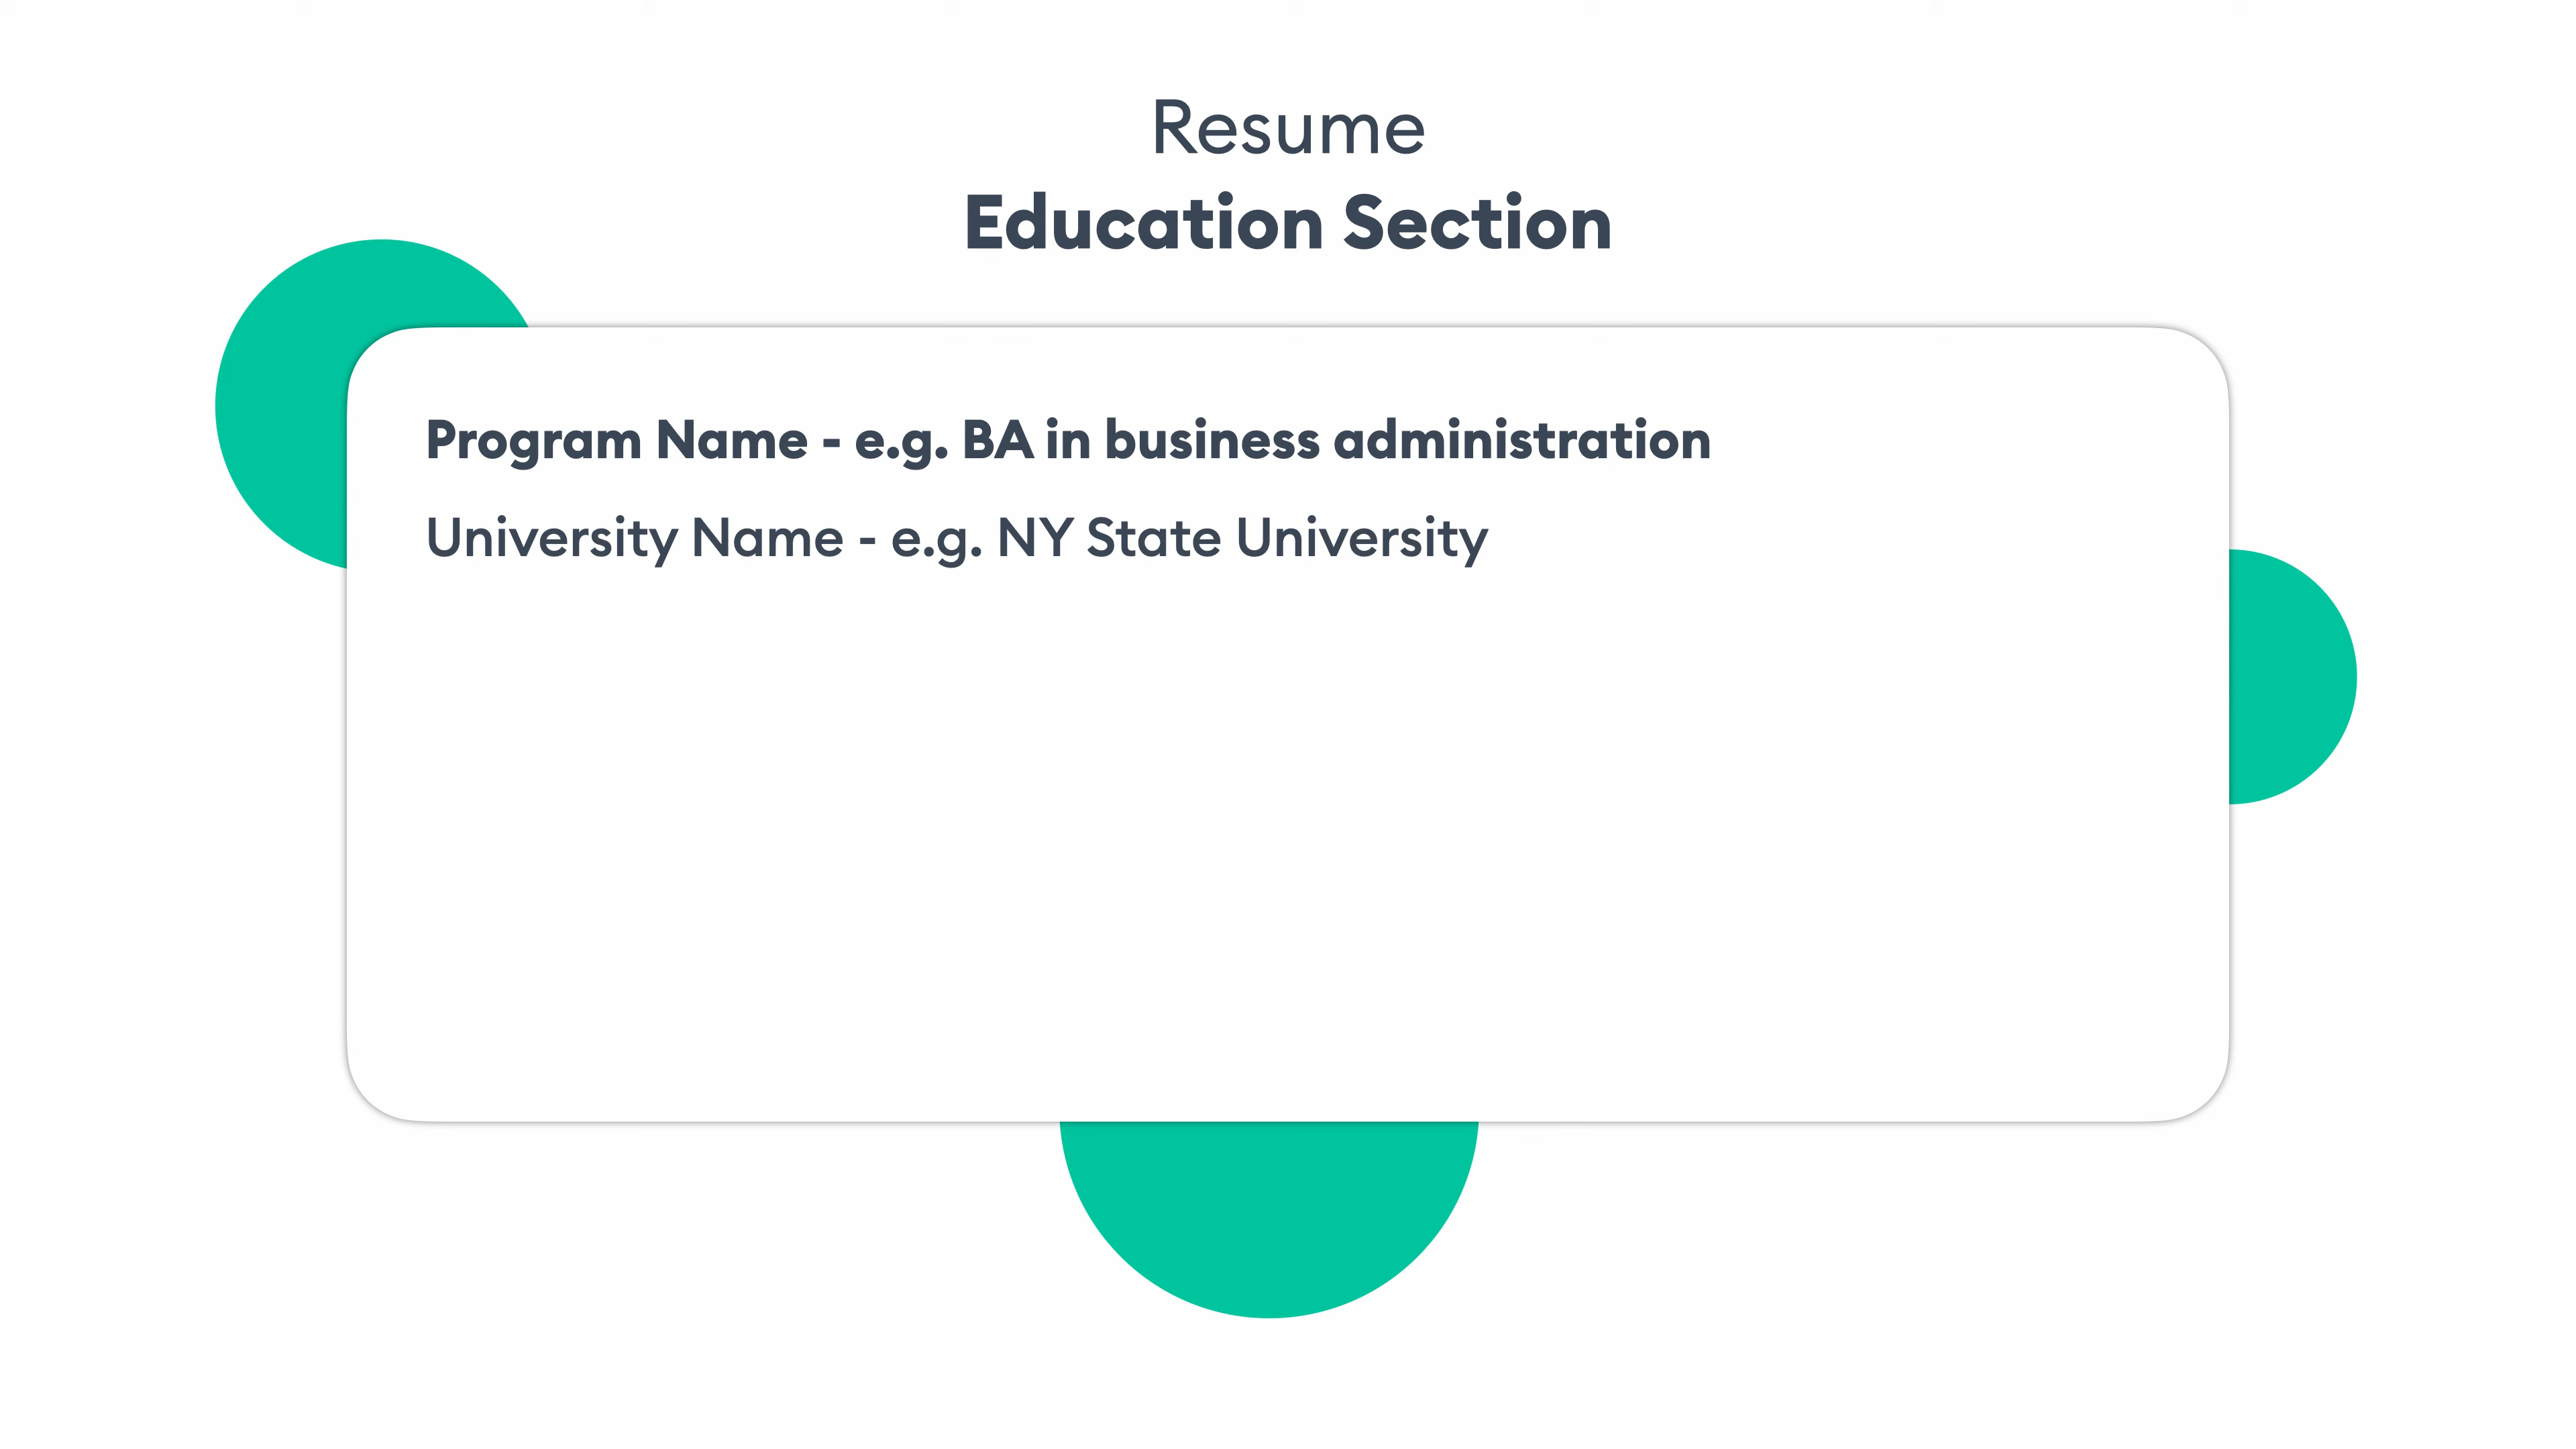 Resume
Education Section
Program Name - e.g. BA in business administration
University Name - e.g. NY State University